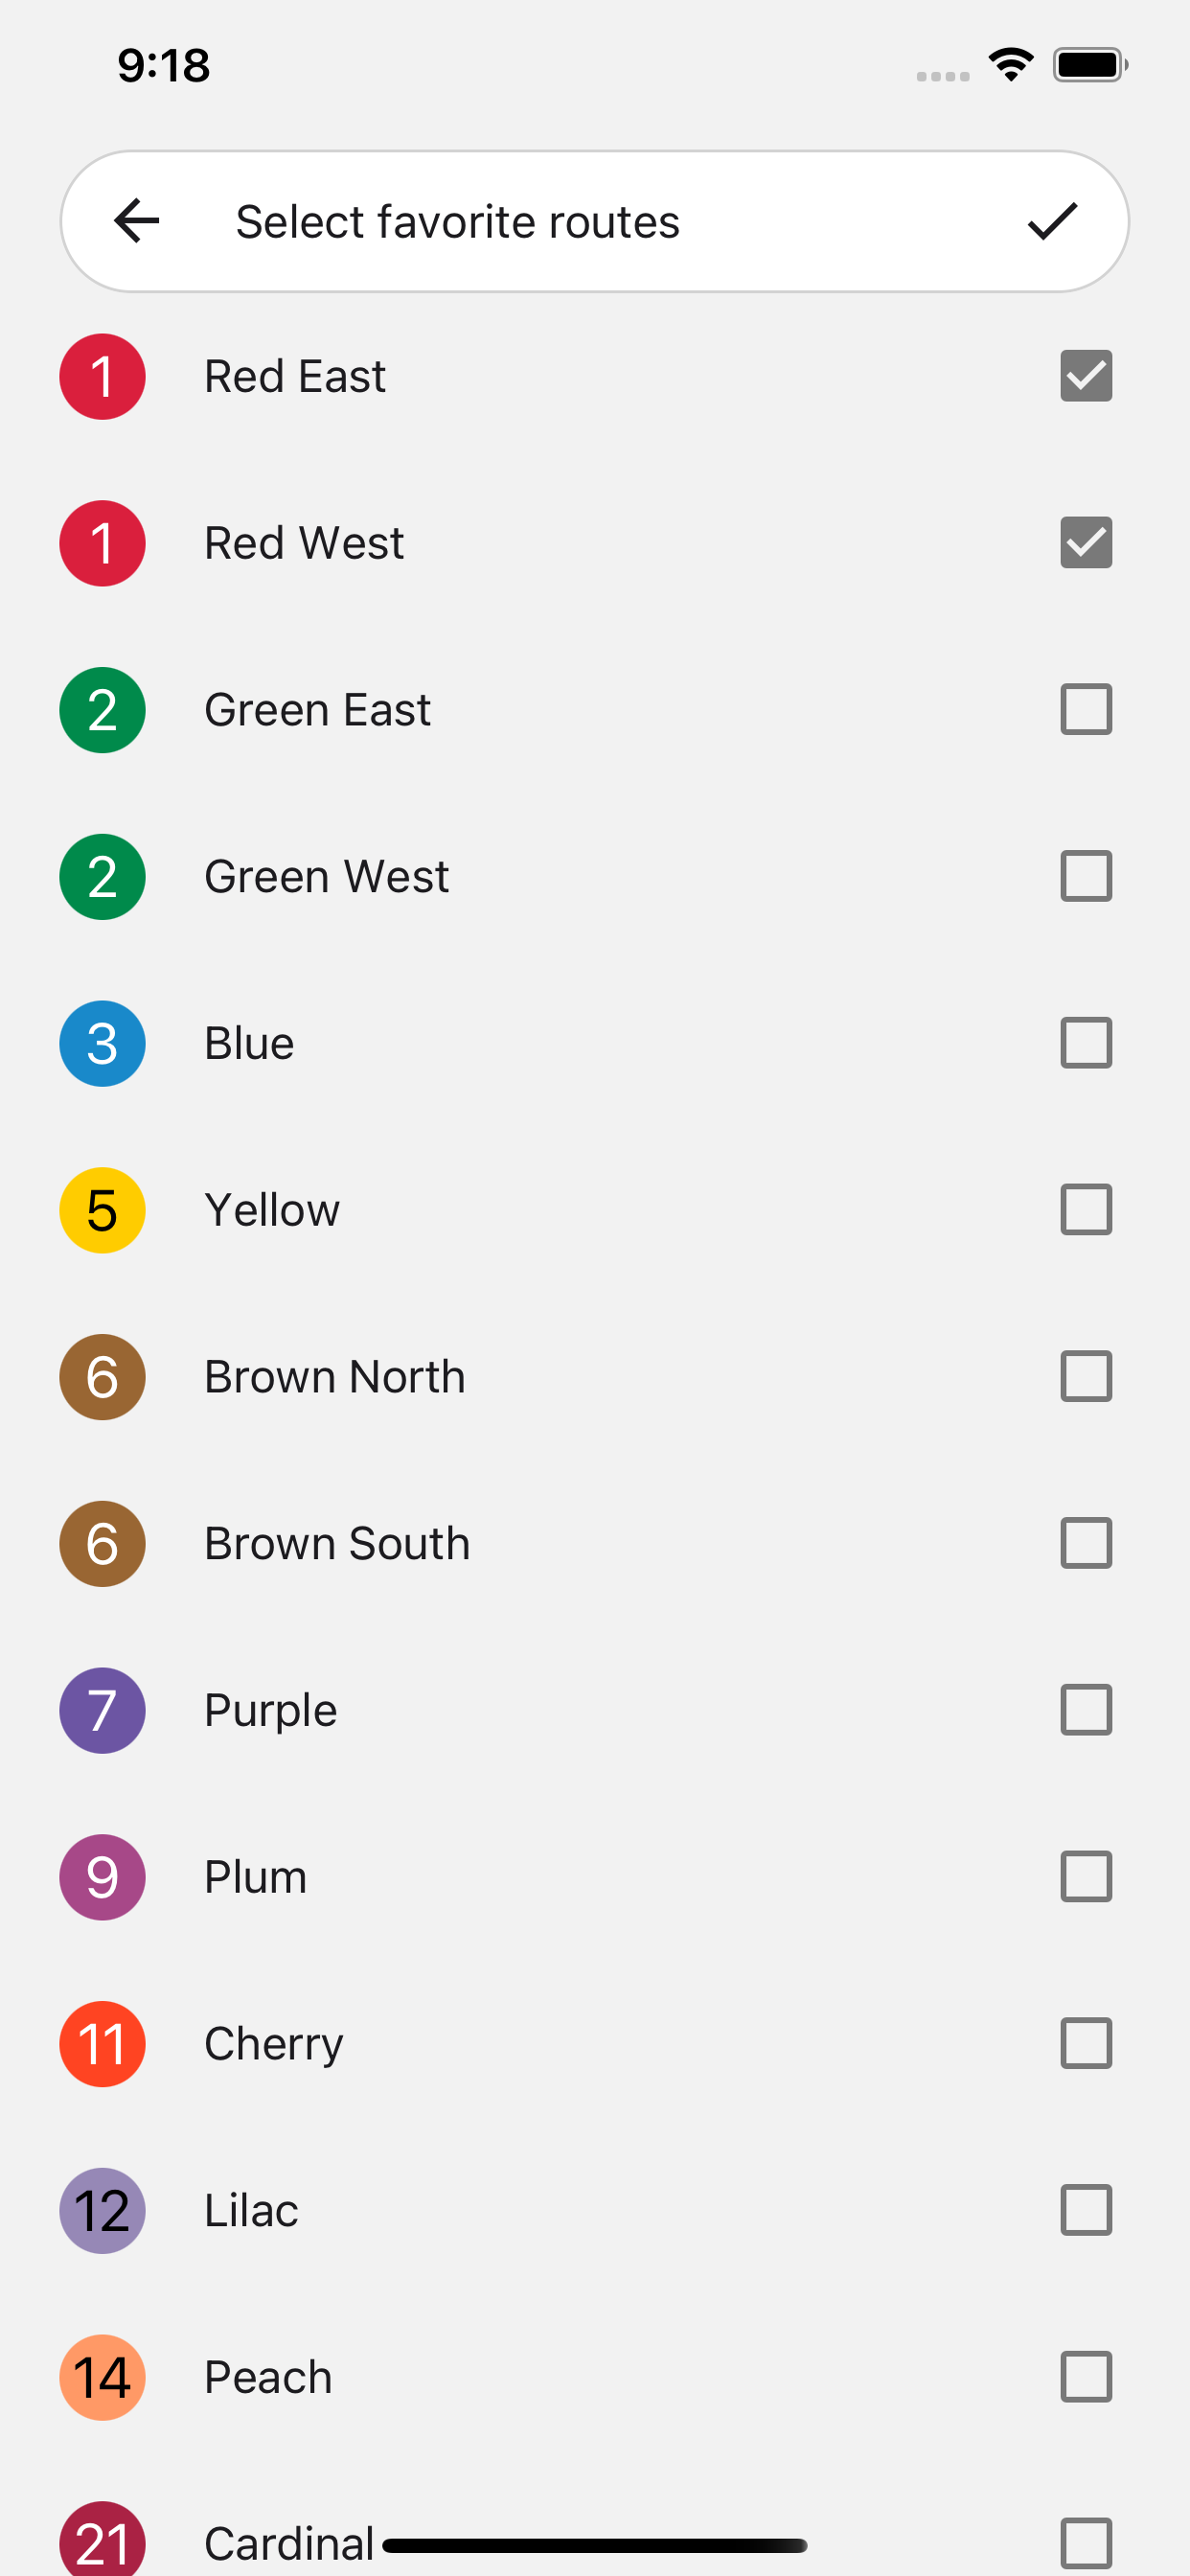 9:18
Select favorite routes
1 Red East
1 Red West
2 Green East
2 Green West
3 Blue
5 Yellow
6 Brown North
6 Brown South
7 Purple
9 Plum
11 Cherry
12 Lilac
14 Peach
21 Cardinal